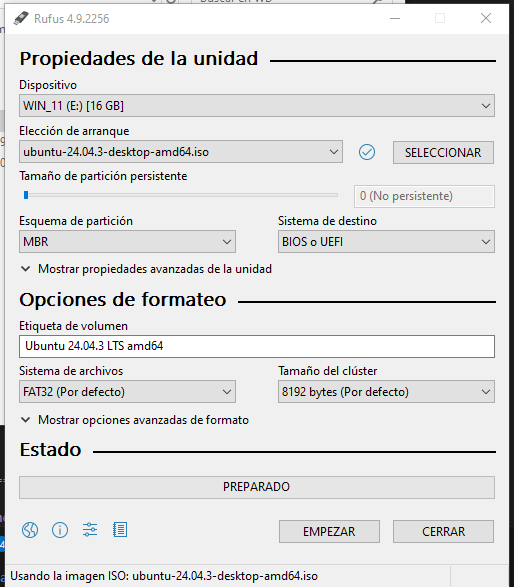 Rufus 4.9.2256
Propiedades de la unidad
Dispositivo
WIN_11 (E:) [16 GB]
Elección de arranque
ubuntu-24.04.3-desktop-amd64.iso
SELECCIONAR
Tamaño de partición persistente
0 (No persistente)
Esquema de partición
Sistema de destino
MBR
BIOS o UEFI
Mostrar propiedades avanzadas de la unidad
Opciones de formateo
Etiqueta de volumen
Ubuntu 24.04.3 LTS amd64
Sistema de archivos
Tamaño del clúster
FAT32 (Por defecto)
8192 bytes (Por defecto)
Mostrar opciones avanzadas de formato
Estado
PREPARADO
EMPEZAR
CERRAR
Usando la imagen ISO: ubuntu-24.04.3-desktop-amd64.iso